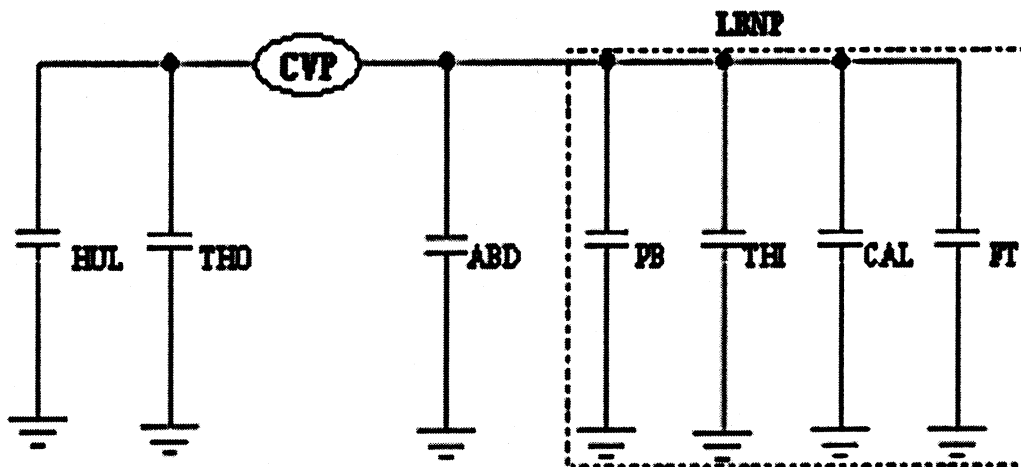 LBNP
CVP
HUL
THO
ABD
PB
THI
CAL
FT